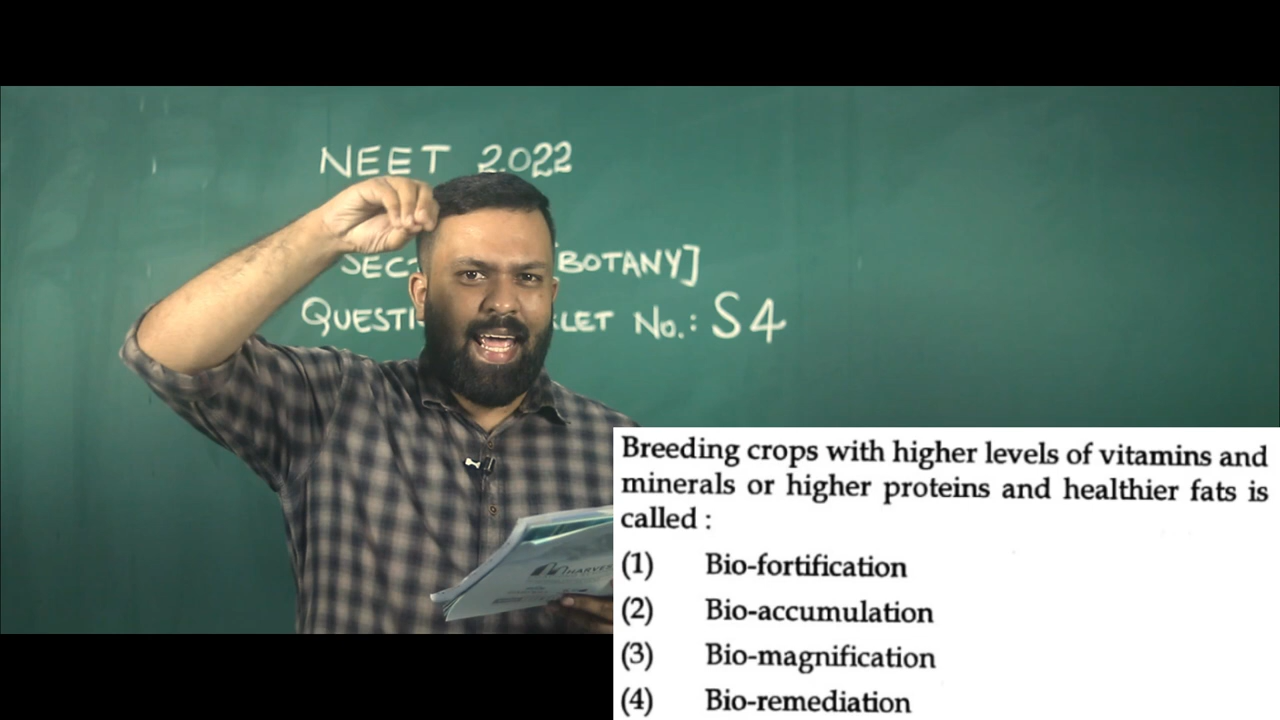 NEET 2022
[BOTANY]
No.: S4
Breeding crops with higher levels of vitamins and
minerals or higher proteins and healthier fats is
called :
(1) Bio-fortification
(2) Bio-accumulation
(3) Bio-magnification
(4) Bio-remediation